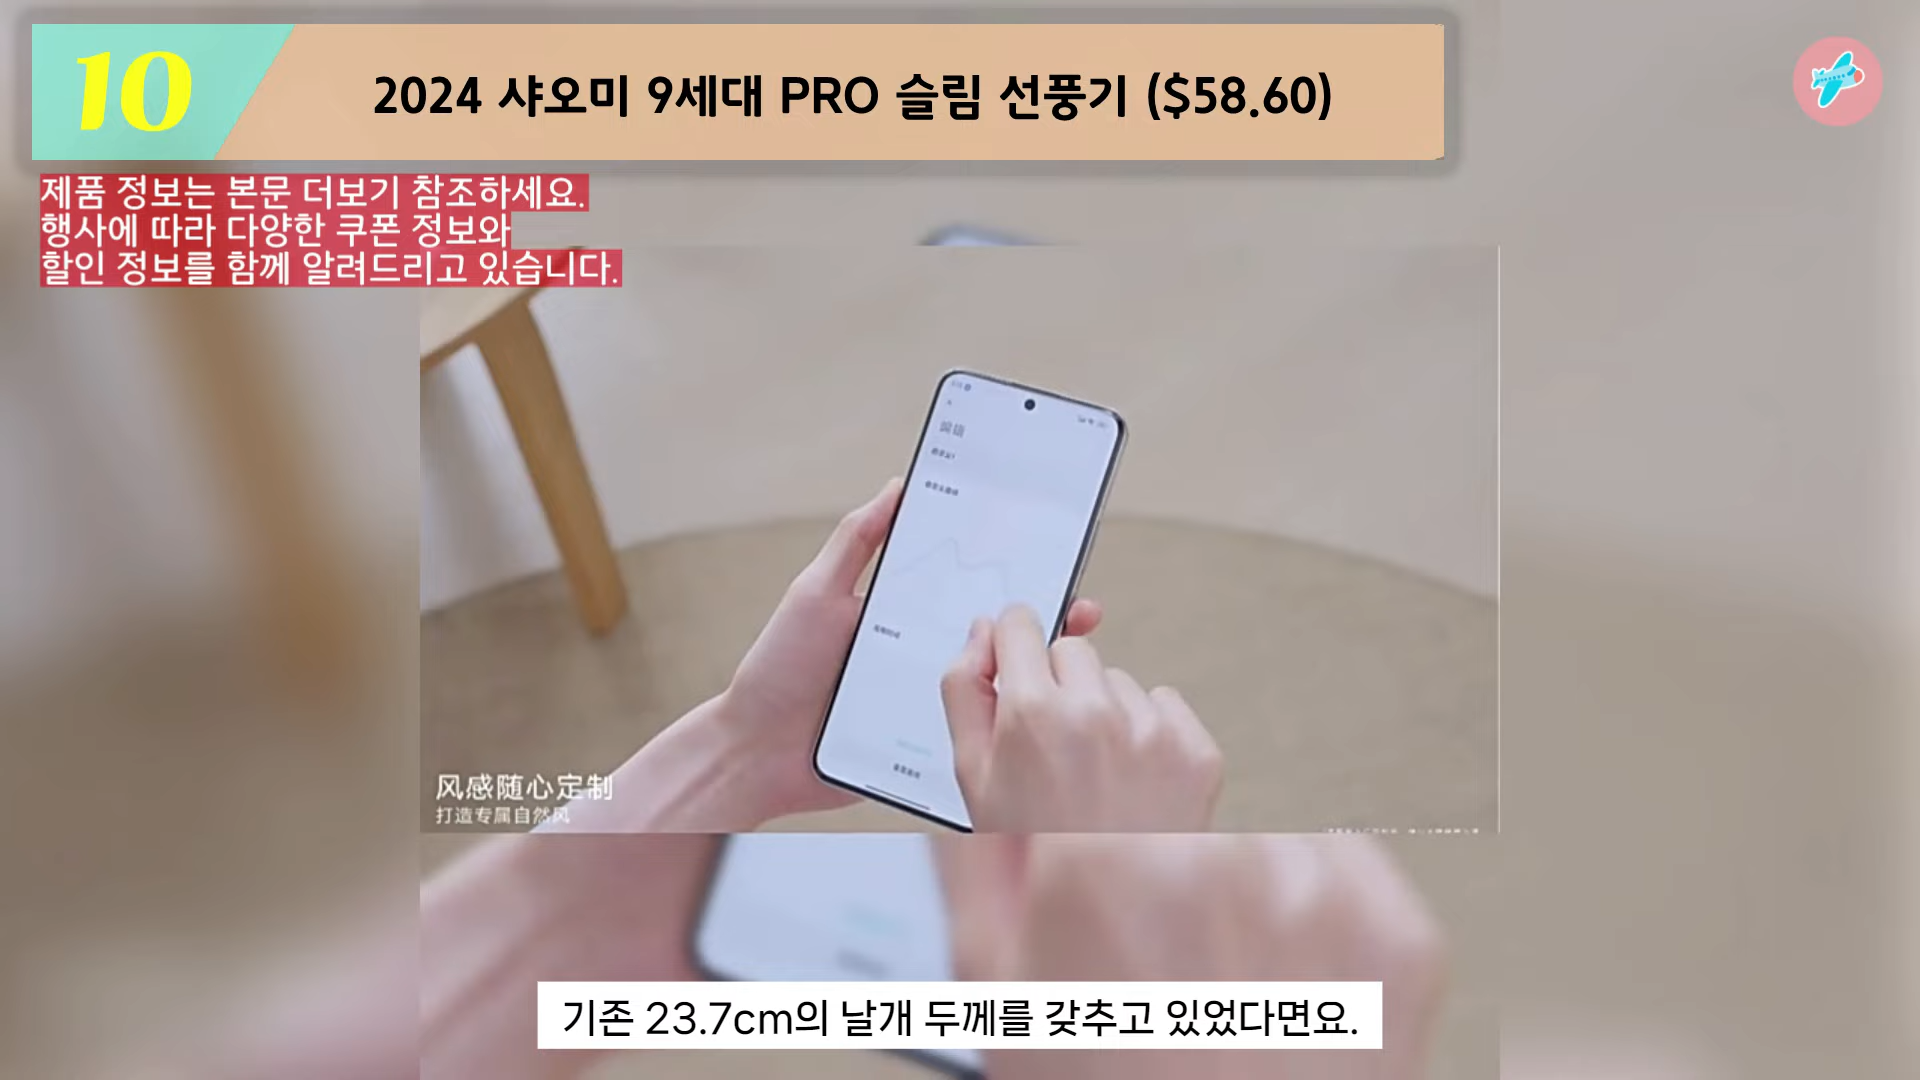 10
2024 샤오미 9세대 PRO 슬림 선풍기 ($58.60)
제품 정보는 본문 더보기 참조하세요.
행사에 따라 다양한 쿠폰 정보와
할인 정보를 함께 알려드리고 있습니다.
风感随心定制
打造专属自然风
기존 23.7cm의 날개 두께를 갖추고 있었다면요.